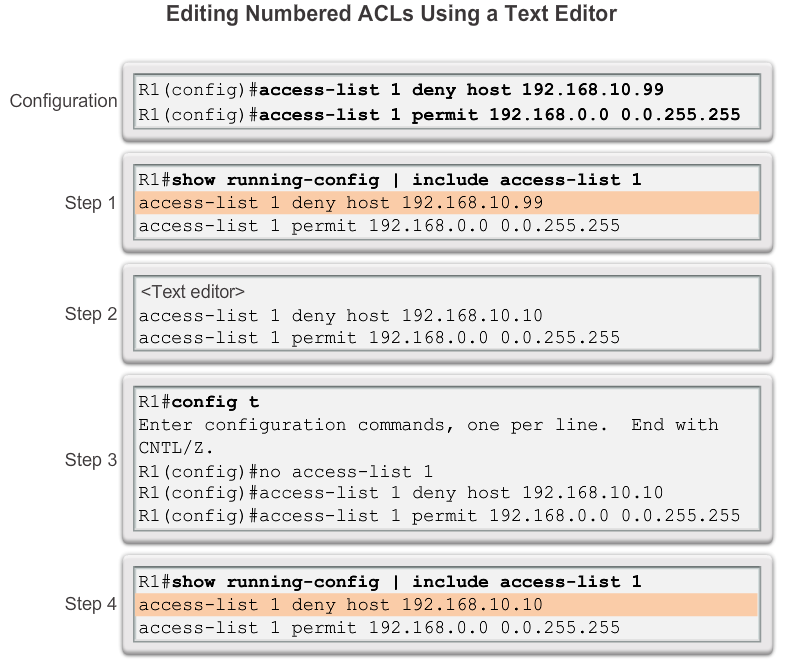 Editing Numbered ACLs Using a Text Editor
Configuration
R1(config)#access-list 1 deny host 192.168.10.99
R1(config)#access-list 1 permit 192.168.0.0 0.0.255.255
Step 1
R1#show running-config | include access-list 1
access-list 1 deny host 192.168.10.99
access-list 1 permit 192.168.0.0 0.0.255.255
Step 2
<Text editor>
access-list 1 deny host 192.168.10.10
access-list 1 permit 192.168.0.0 0.0.255.255
Step 3
R1#config t
Enter configuration commands, one per line.  End with
CNTL/Z.
R1(config)#no access-list 1
R1(config)#access-list 1 deny host 192.168.10.10
R1(config)#access-list 1 permit 192.168.0.0 0.0.255.255
Step 4
R1#show running-config | include access-list 1
access-list 1 deny host 192.168.10.10
access-list 1 permit 192.168.0.0 0.0.255.255